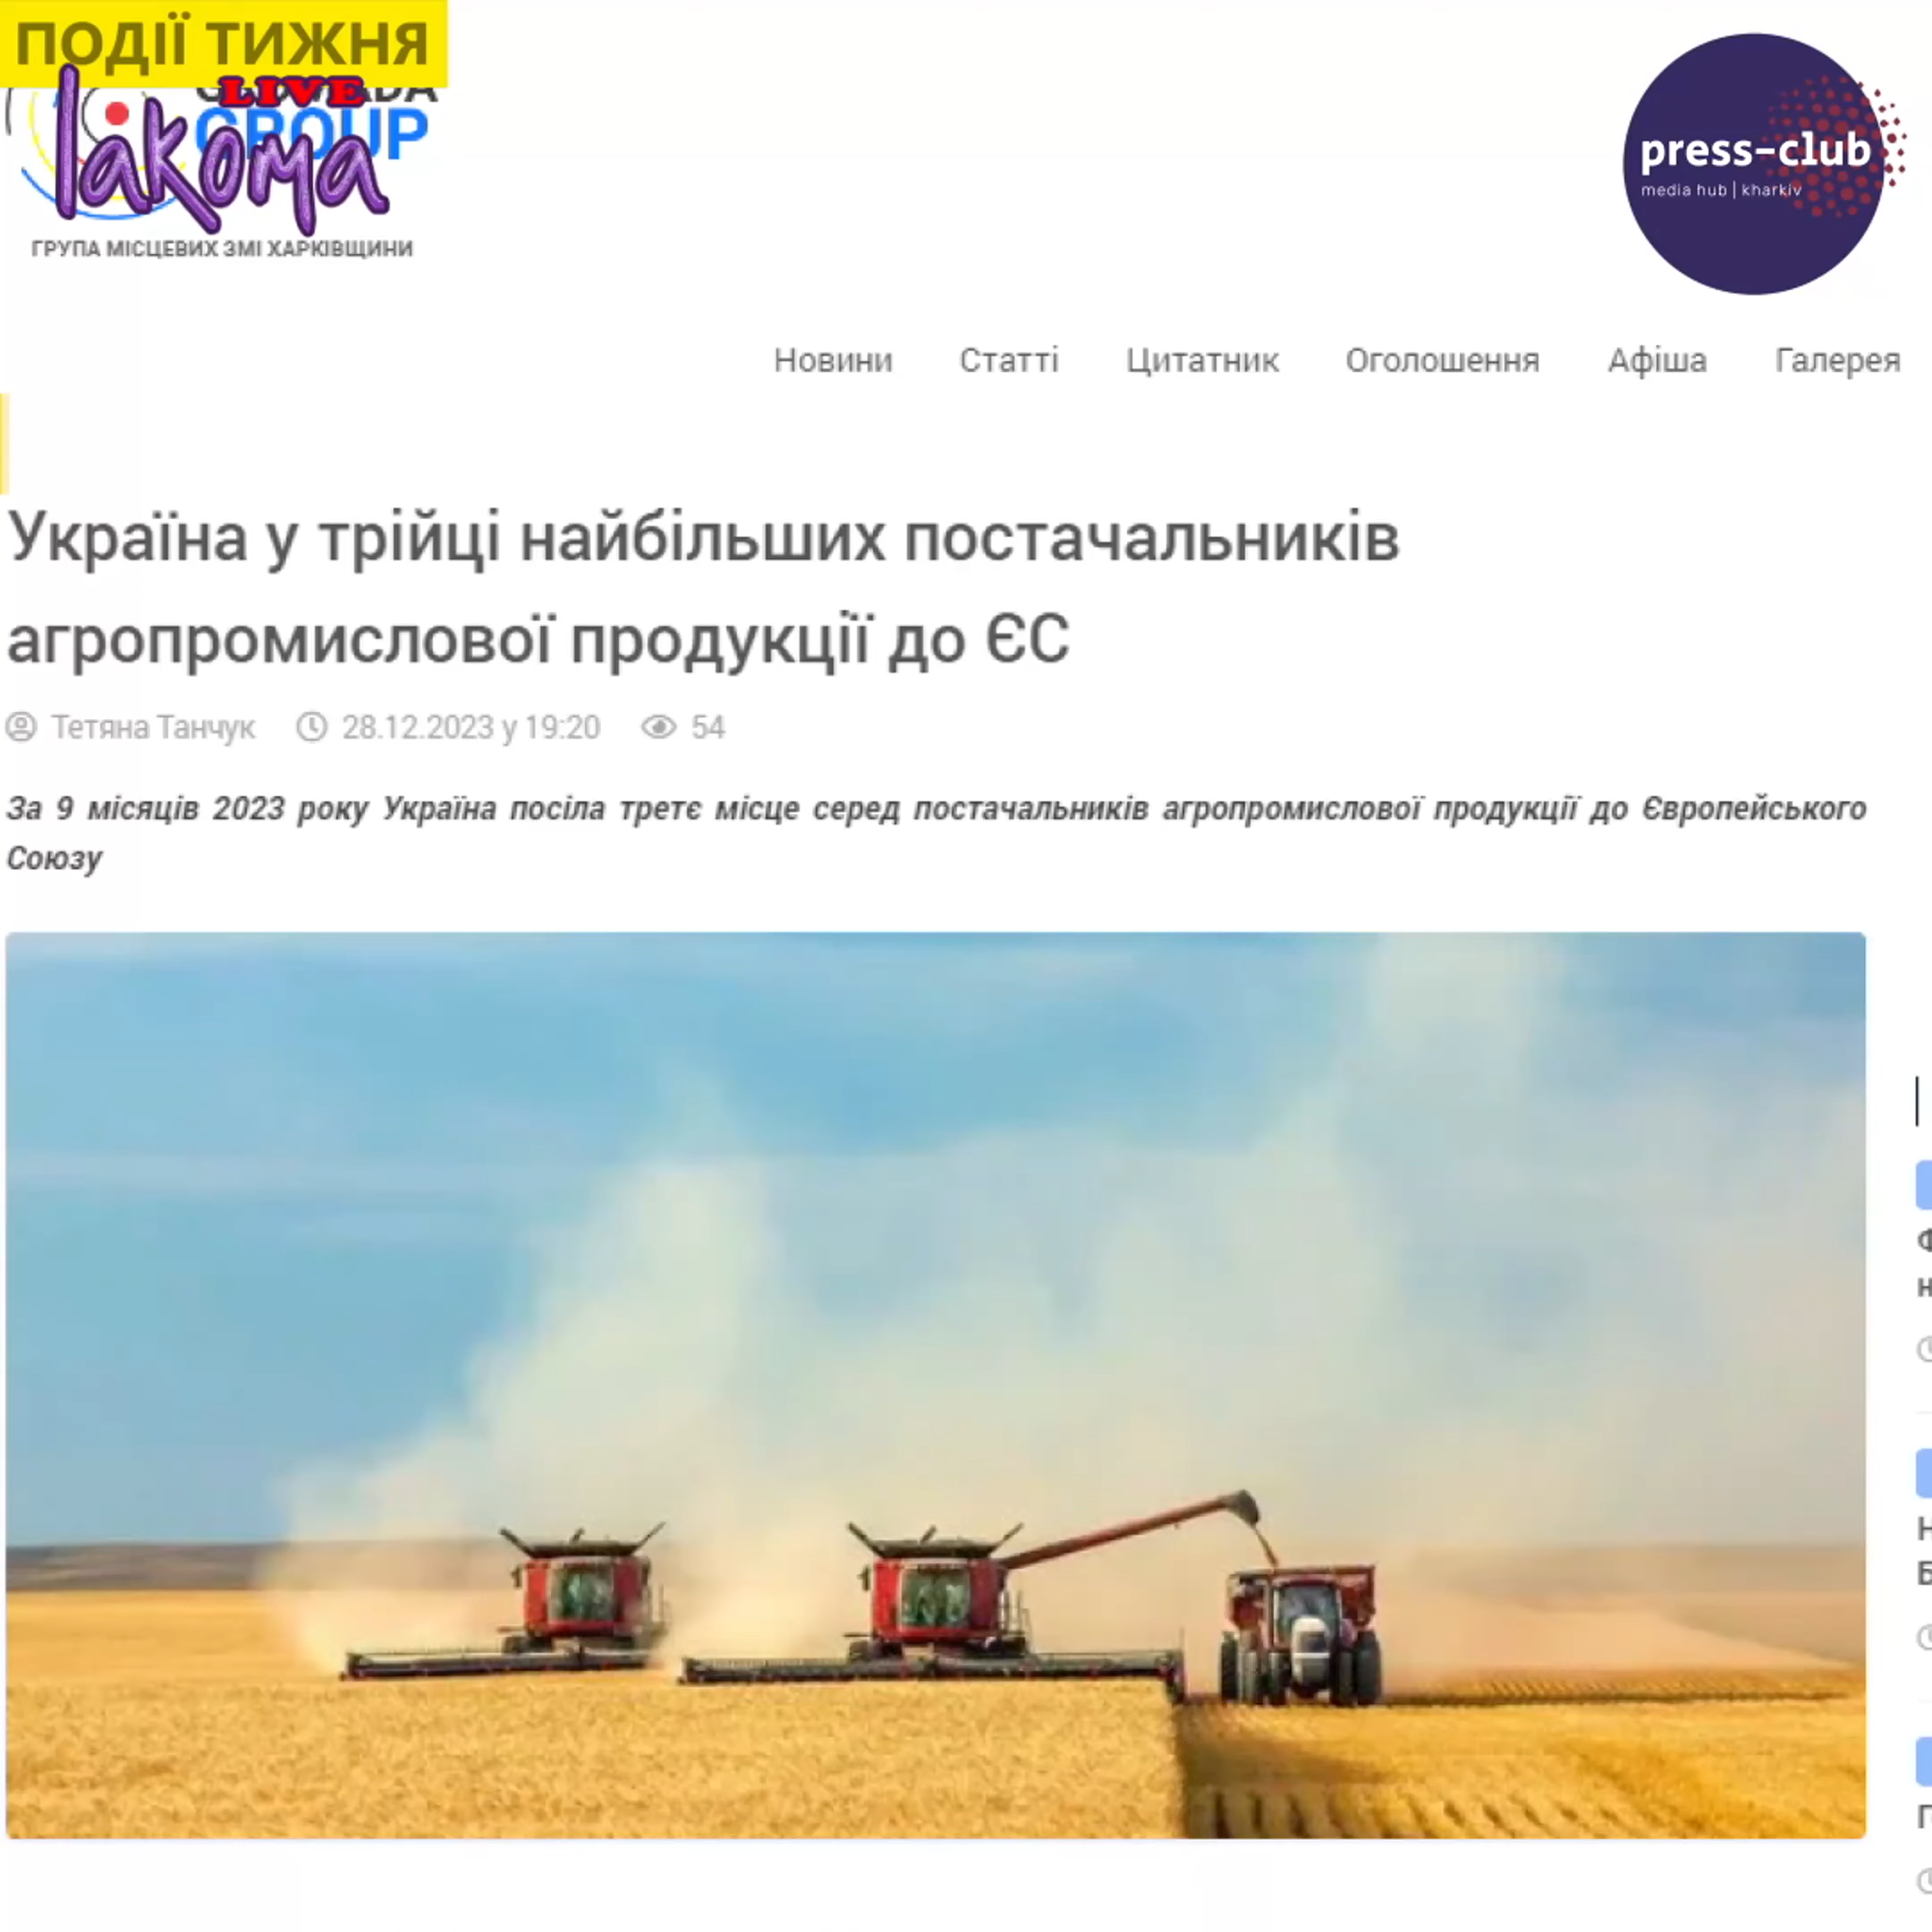 ПОДІЇ ТИЖНЯ
LIVE
lakoma
GROUP
ГРУПА МІСЦЕВИХ ЗМІ ХАРКІВЩИНИ
press-club
media hub | kharkiv
Новини Статті Цитатник Оголошення Афіша Галерея
Україна у трійці найбільших постачальників
агропромислової продукції до ЄС
Тетяна Танчук 28.12.2023 у 19:20 54
За 9 місяців 2023 року Україна посіла третє місце серед постачальників агропромислової продукції до Європейського
Союзу